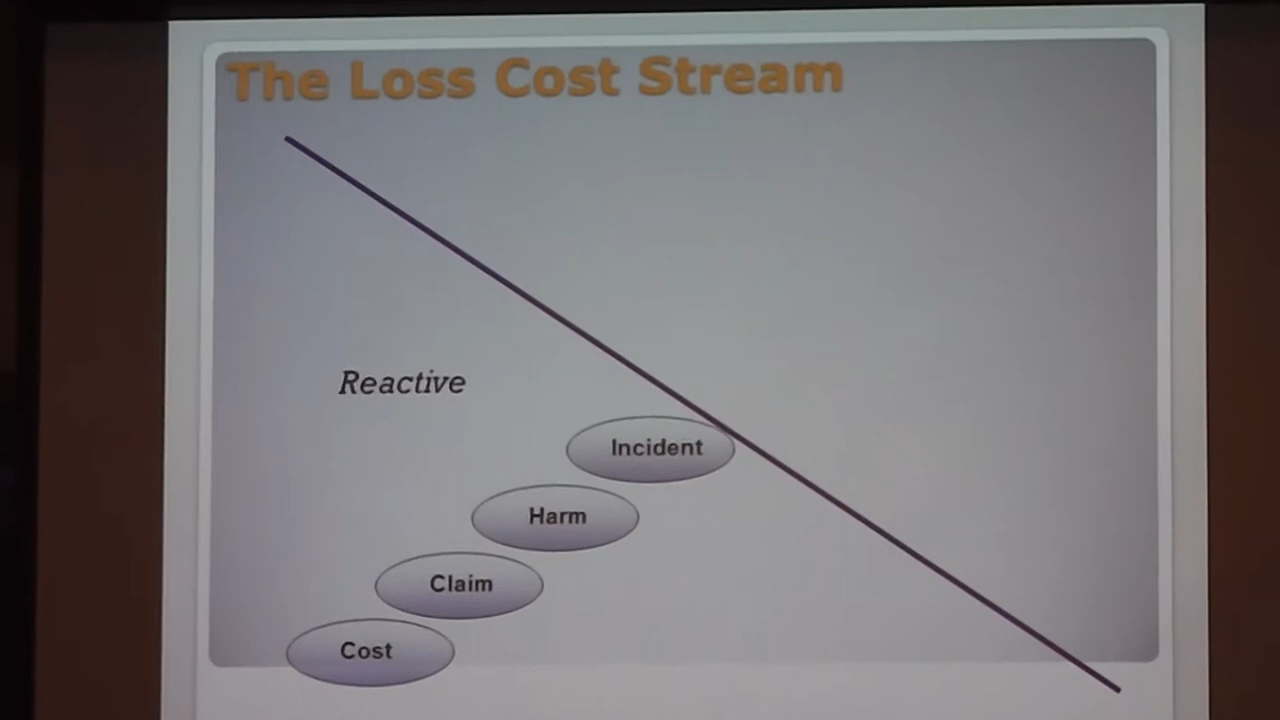 The Loss Cost Stream
Reactive
Incident
Harm
Claim
Cost